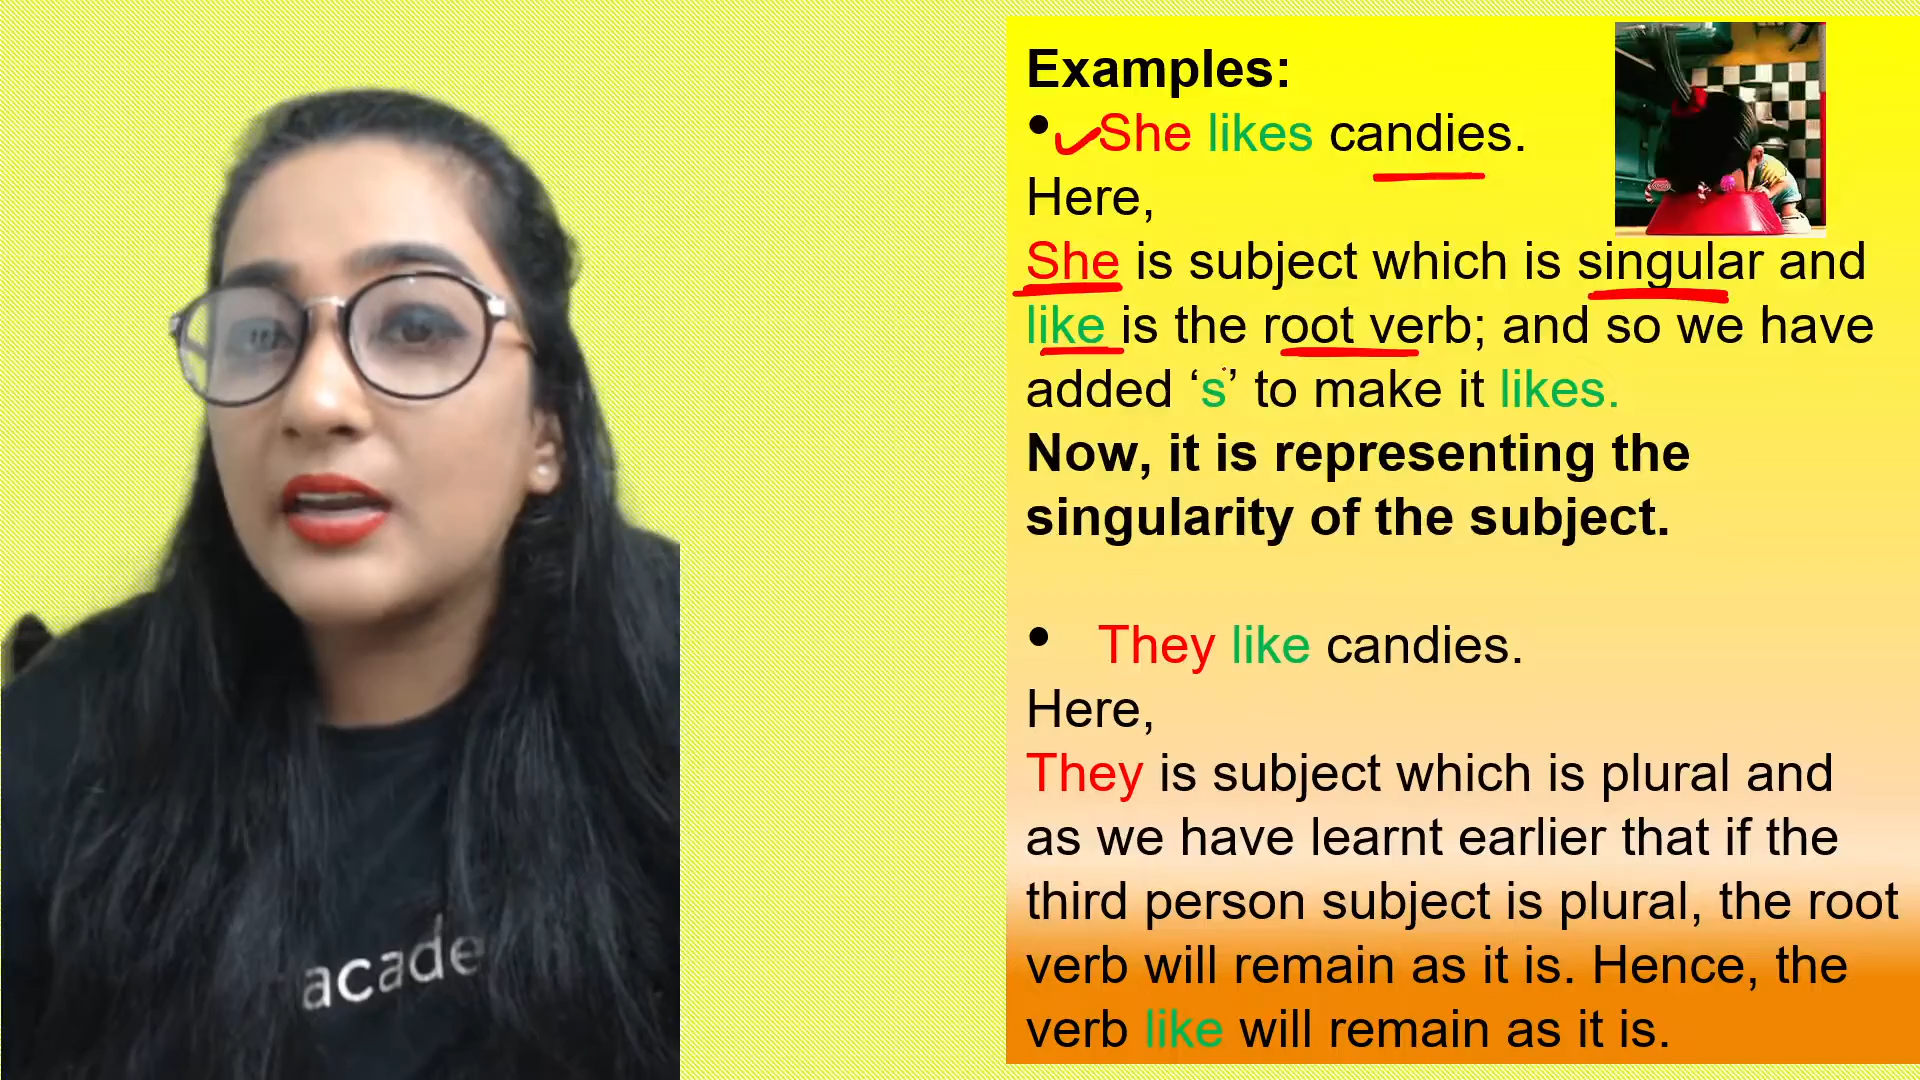 Examples:
• She likes candies.
Here,
She is subject which is singular and
like is the root verb; and so we have
added ‘s’ to make it likes.
Now, it is representing the
singularity of the subject.
• They like candies.
Here,
They is subject which is plural and
as we have learnt earlier that if the
third person subject is plural, the root
verb will remain as it is. Hence, the
verb like will remain as it is.
acade